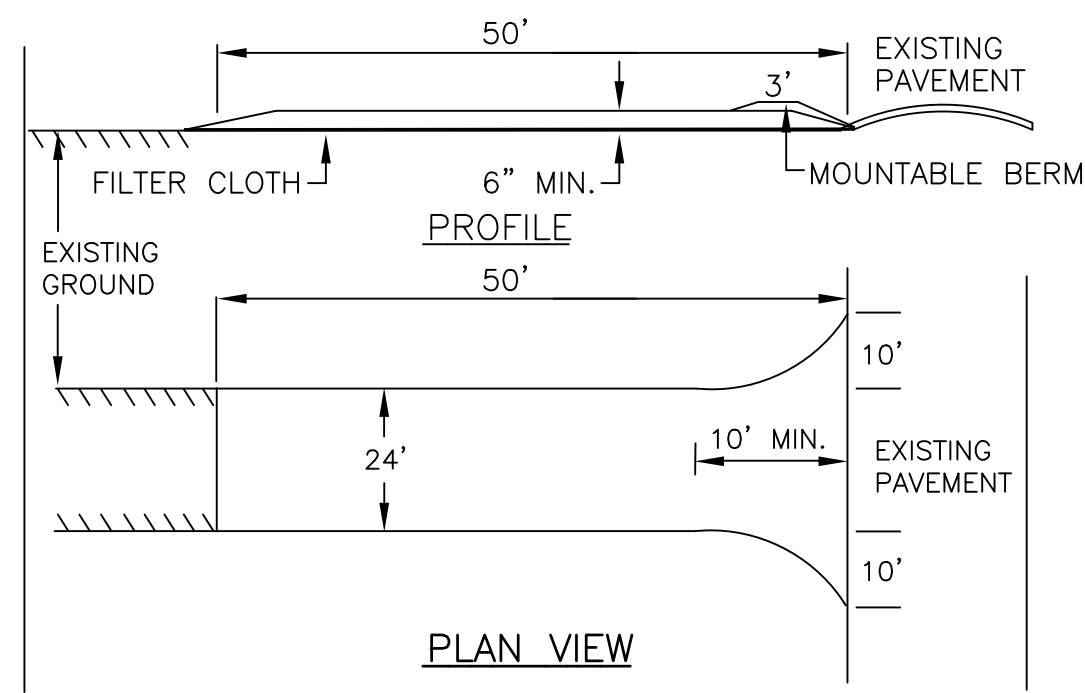 50'
EXISTING
PAVEMENT
3'
FILTER CLOTH
6" MIN.
MOUNTABLE BERM
PROFILE
EXISTING
GROUND
50'
10'
24'
10' MIN.
EXISTING
PAVEMENT
10'
PLAN VIEW